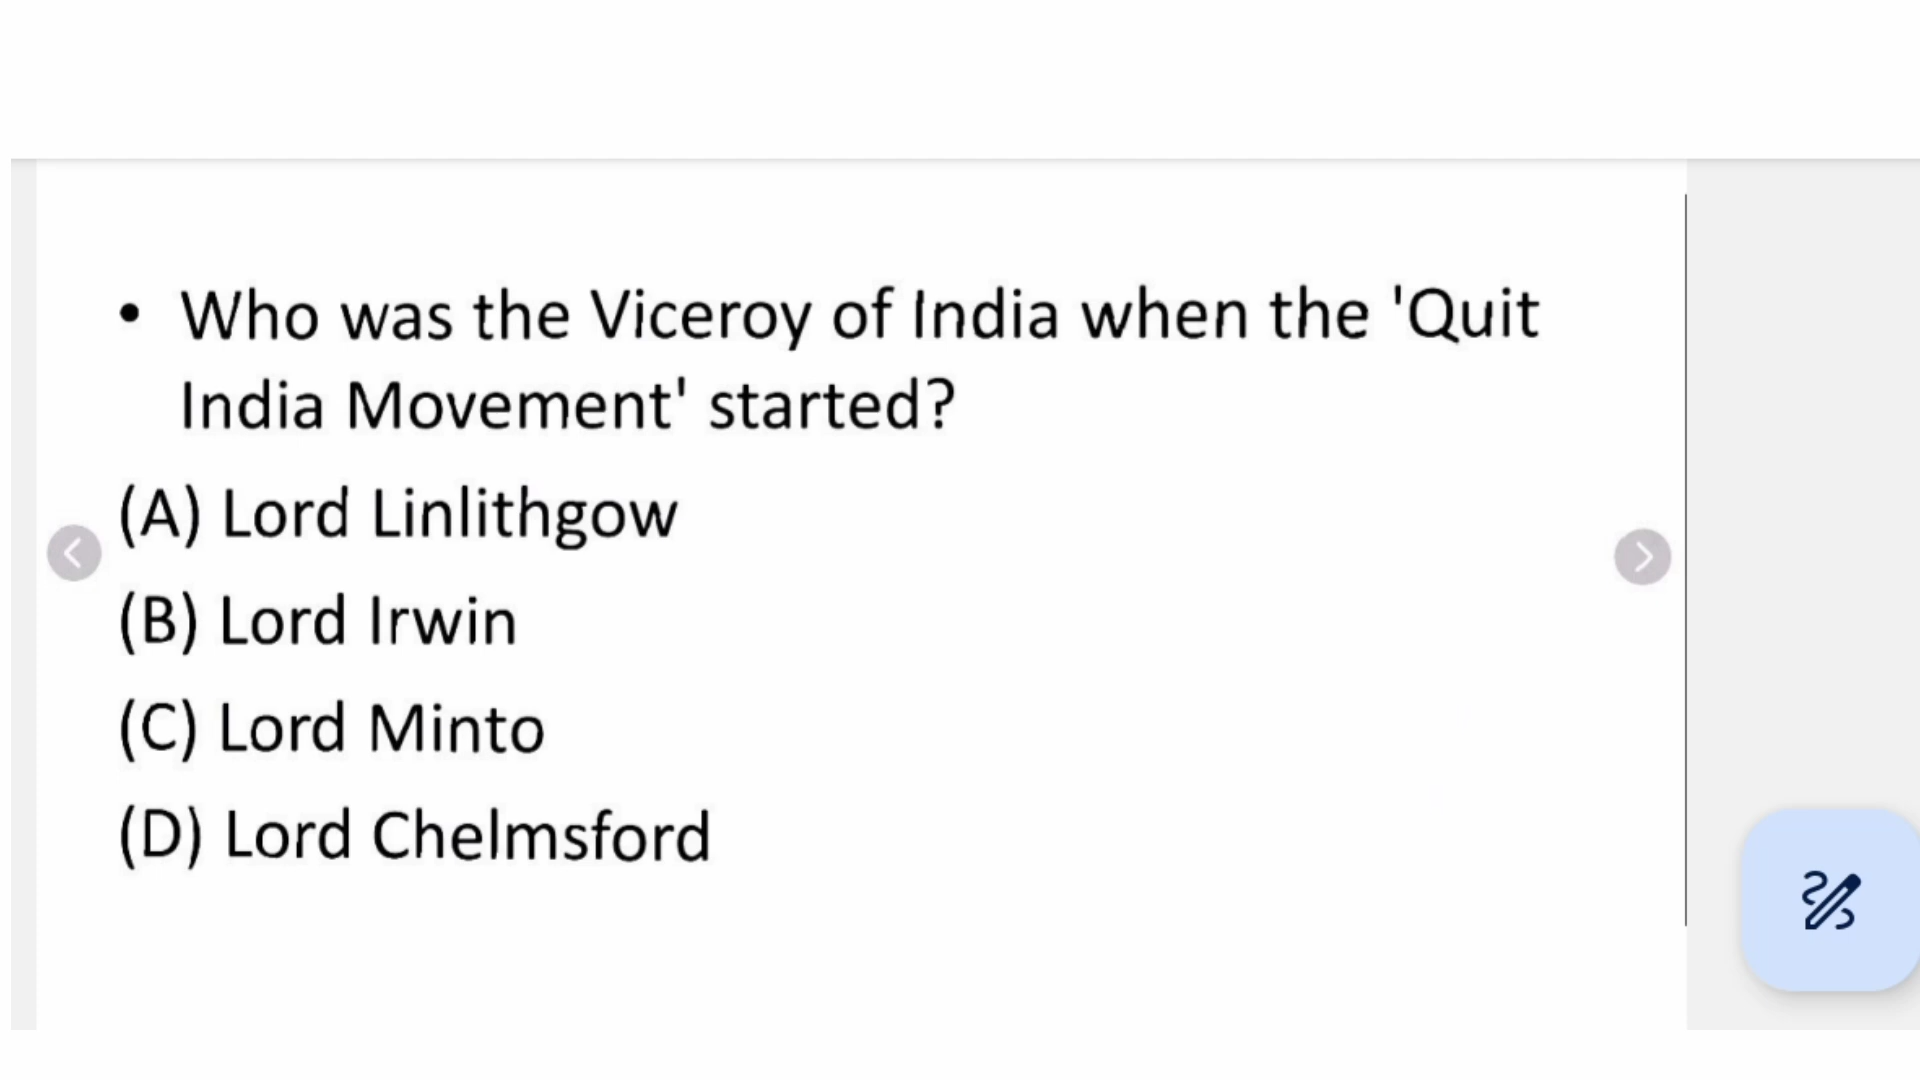 • Who was the Viceroy of India when the 'Quit
India Movement' started?
(A) Lord Linlithgow
(B) Lord Irwin
(C) Lord Minto
(D) Lord Chelmsford